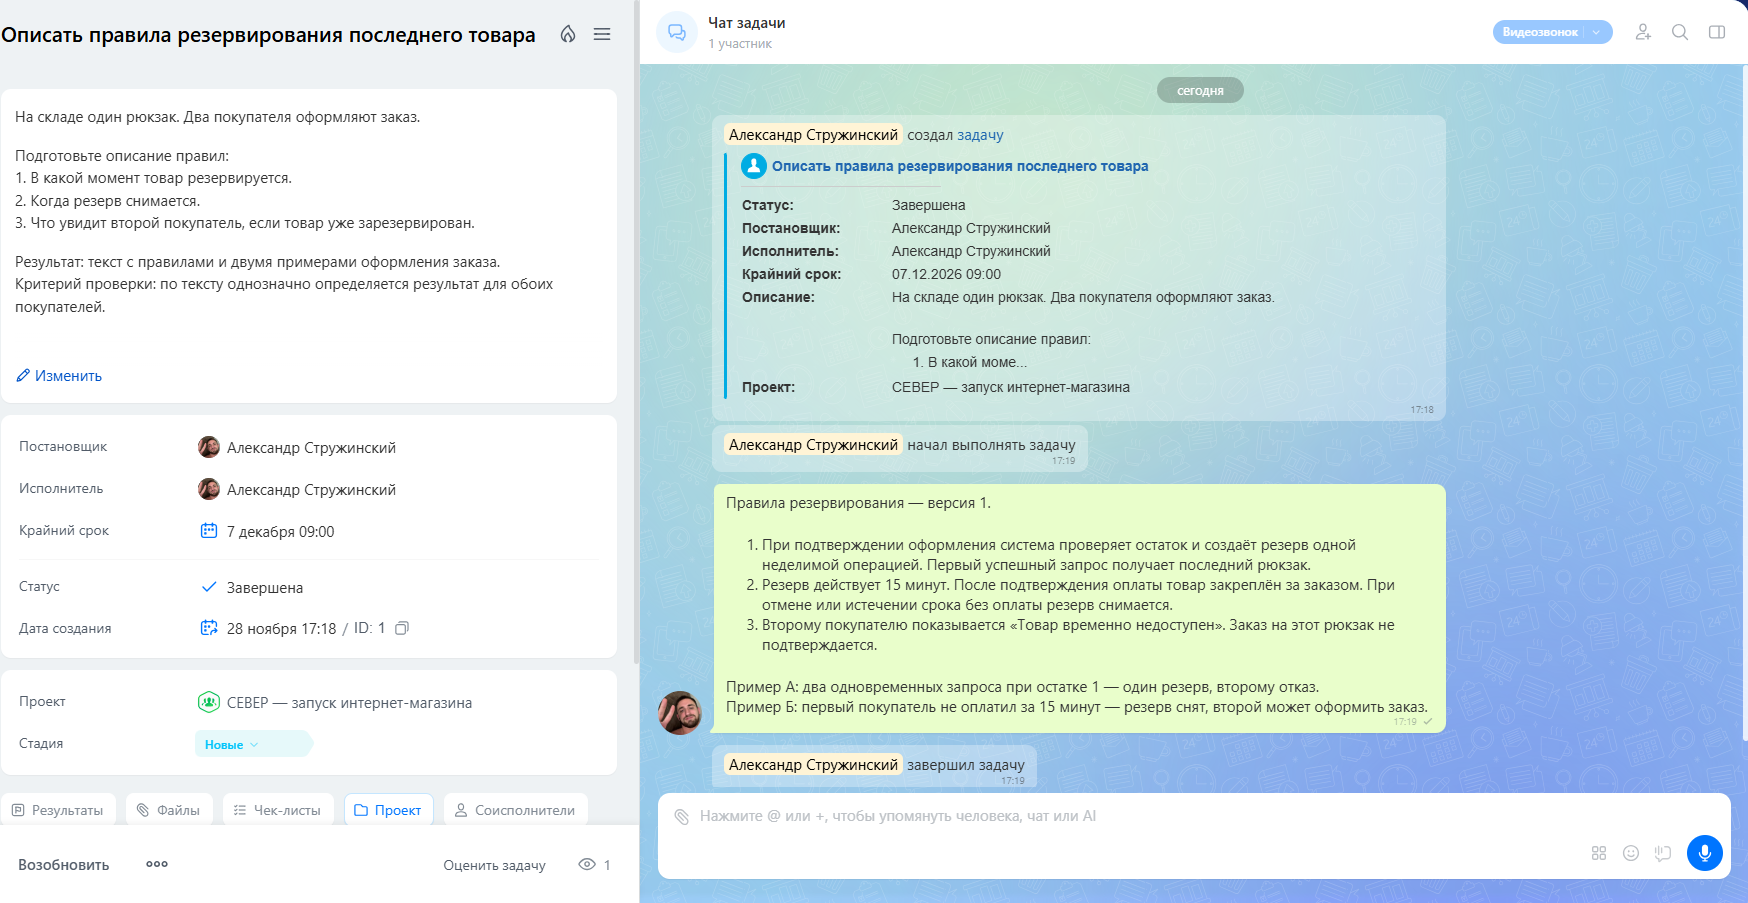 Описать правила резервирования последнего товара
На складе один рюкзак. Два покупателя оформляют заказ.
Подготовьте описание правил:
1. В какой момент товар резервируется.
2. Когда резерв снимается.
3. Что увидит второй покупатель, если товар уже зарезервирован.
Результат: текст с правилами и двумя примерами оформления заказа.
Критерий проверки: по тексту однозначно определяется результат для обоих
покупателей.
Изменить
Постановщик Александр Стружинский
Исполнитель Александр Стружинский
Крайний срок 7 декабря 09:00
Статус Завершена
Дата создания 28 ноября 17:18 / ID: 1
Проект СЕВЕР — запуск интернет-магазина
Стадия Новые
Результаты Файлы Чек-листы Проект Соисполнители
Возобновить Оценить задачу 1
Чат задачи
1 участник
Видеозвонок
сегодня
Александр Стружинский создал задачу
Описать правила резервирования последнего товара
Статус: Завершена
Постановщик: Александр Стружинский
Исполнитель: Александр Стружинский
Крайний срок: 07.12.2026 09:00
Описание: На складе один рюкзак. Два покупателя оформляют заказ.
Подготовьте описание правил:
1. В какой моме...
Проект: СЕВЕР — запуск интернет-магазина
17:18
Александр Стружинский начал выполнять задачу
17:19
Правила резервирования — версия 1.
1. При подтверждении оформления система проверяет остаток и создаёт резерв одной
неделимой операцией. Первый успешный запрос получает последний рюкзак.
2. Резерв действует 15 минут. После подтверждения оплаты товар закреплён за заказом. При
отмене или истечении срока без оплаты резерв снимается.
3. Второму покупателю показывается «Товар временно недоступен». Заказ на этот рюкзак не
подтверждается.
Пример А: два одновременных запроса при остатке 1 — один резерв, второму отказ.
Пример Б: первый покупатель не оплатил за 15 минут — резерв снят, второй может оформить заказ.
17:19
Александр Стружинский завершил задачу
17:19
Нажмите @ или +, чтобы упомянуть человека, чат или AI